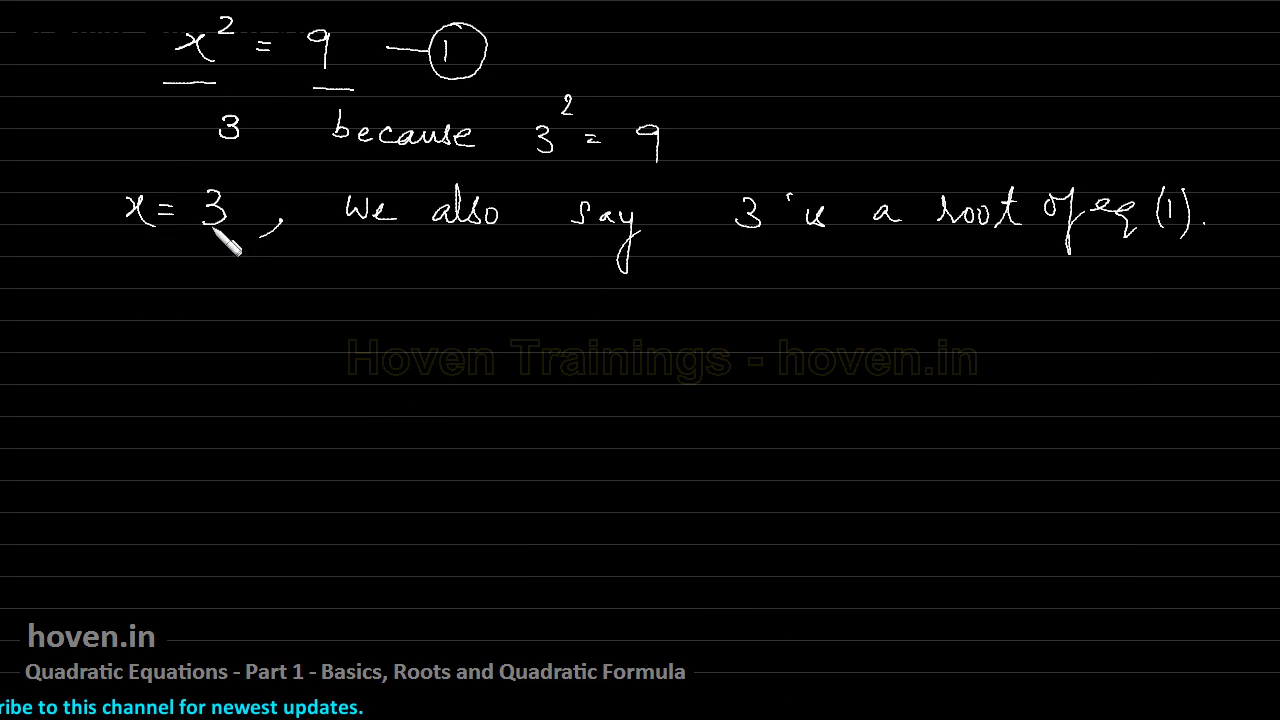 x² = 9 — ①
3 because 3² = 9
x = 3, We also say 3 is a root of eq (1).
Hoven Trainings - hoven.in
hoven.in
Quadratic Equations - Part 1 - Basics, Roots and Quadratic Formula
ribe to this channel for newest updates.